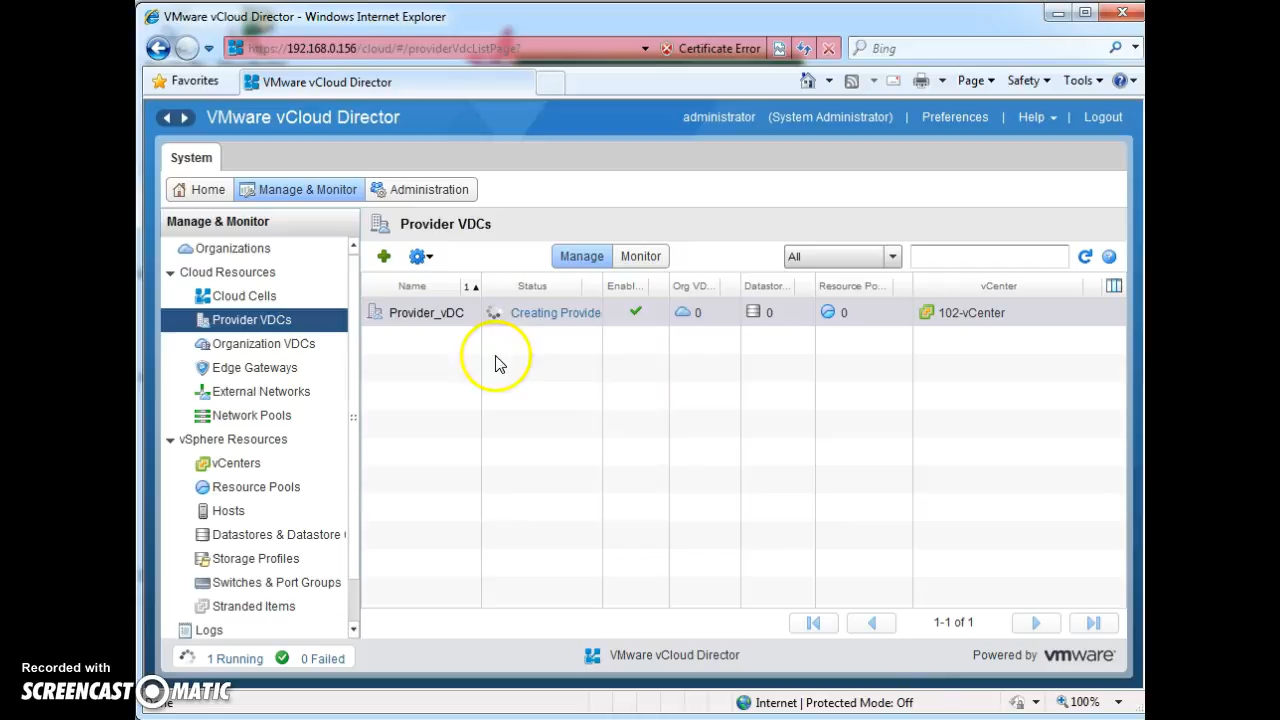 VMware vCloud Director - Windows Internet Explorer
https://192.168.0.156/cloud/#/providerVdcListPage?
Certificate Error
Bing
Favorites
VMware vCloud Director
Page
Safety
Tools
VMware vCloud Director
administrator (System Administrator) | Preferences | Help | Logout
System
Home
Manage & Monitor
Administration
Manage & Monitor
Provider VDCs
Organizations
Cloud Resources
Cloud Cells
Provider VDCs
Organization VDCs
Edge Gateways
External Networks
Network Pools
vSphere Resources
vCenters
Resource Pools
Hosts
Datastores & Datastore
Storage Profiles
Switches & Port Groups
Stranded Items
Logs
Manage
Monitor
All
Name 1 Status Enabl... Org VD... Datastor... Resource Po... vCenter
Provider_vDC Creating Provide 0 0 0 102-vCenter
1-1 of 1
1 Running 0 Failed
VMware vCloud Director
Powered by vmware
Internet | Protected Mode: Off
100%
Recorded with
SCREENCAST MATIC